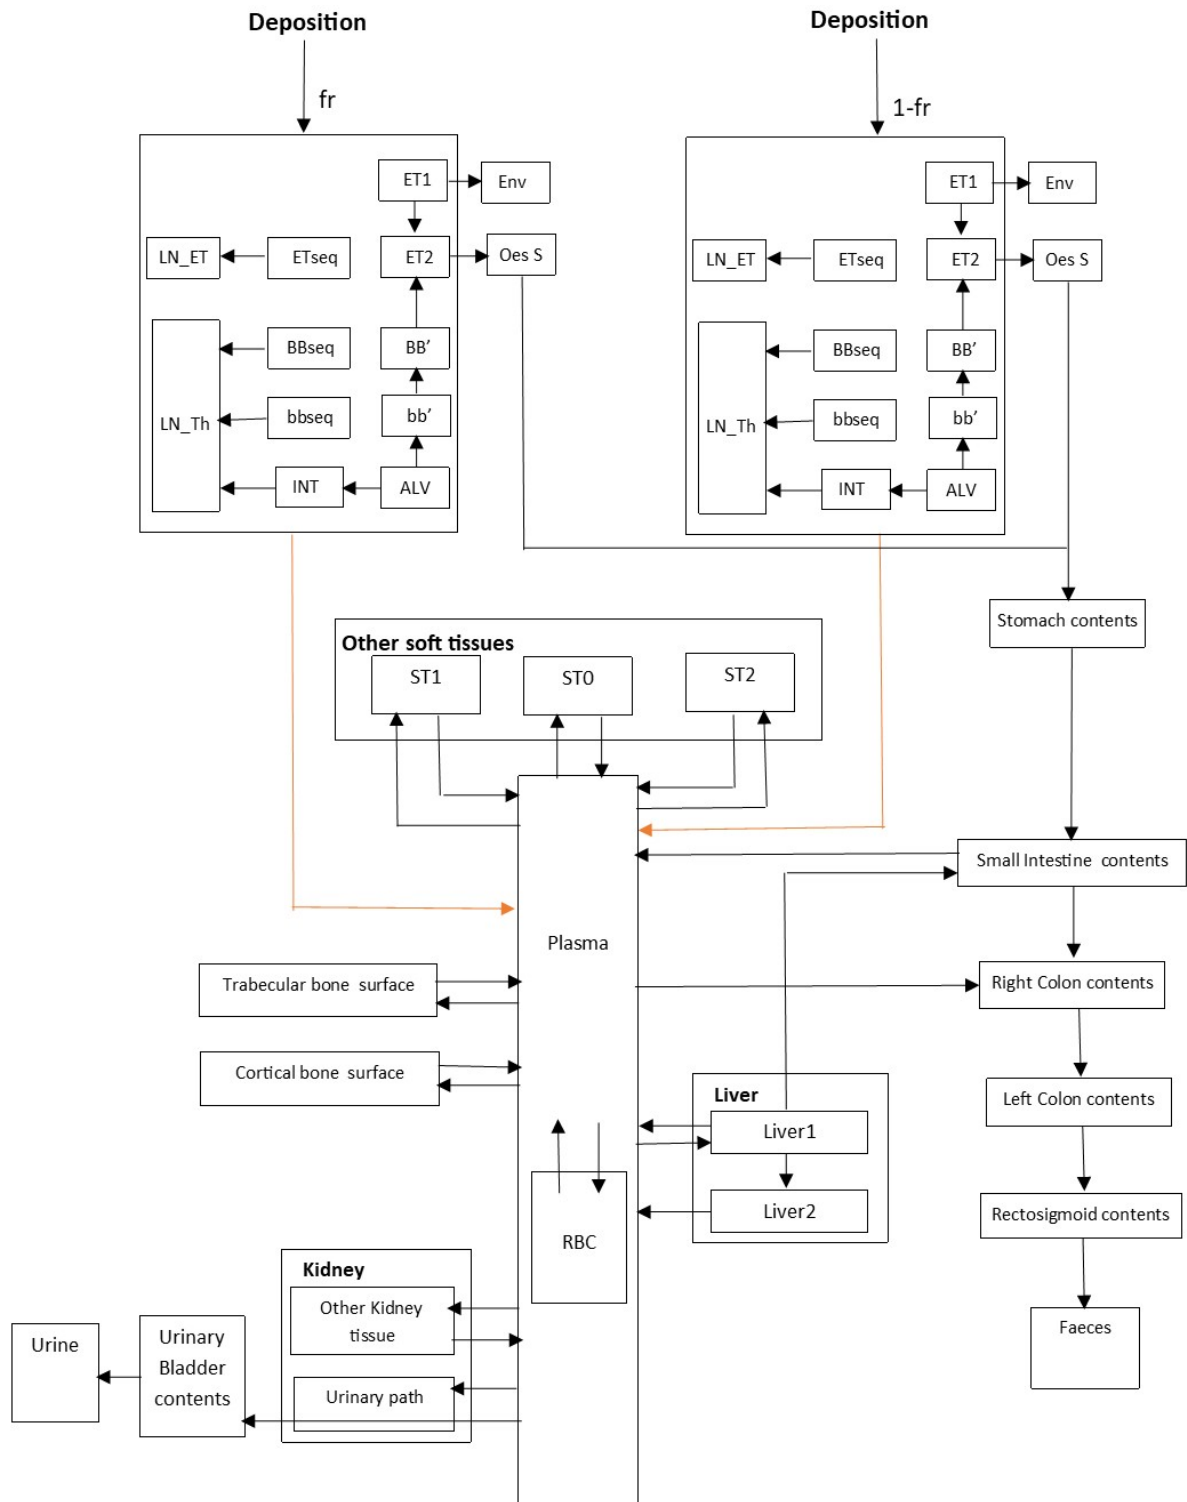 Deposition
Deposition
fr
1-fr
ET1
Env
LN_ET
ETseq
ET2
Oes S
BBseq
BB’
LN_Th
bbseq
bb’
INT
ALV
ET1
Env
LN_ET
ETseq
ET2
Oes S
BBseq
BB’
LN_Th
bbseq
bb’
INT
ALV
Stomach contents
Other soft tissues
ST1
ST0
ST2
Small Intestine contents
Plasma
Trabecular bone surface
Right Colon contents
Cortical bone surface
Left Colon contents
Liver
Liver1
Liver2
Rectosigmoid contents
RBC
Kidney
Other Kidney
tissue
Urinary path
Faeces
Urine
Urinary
Bladder
contents